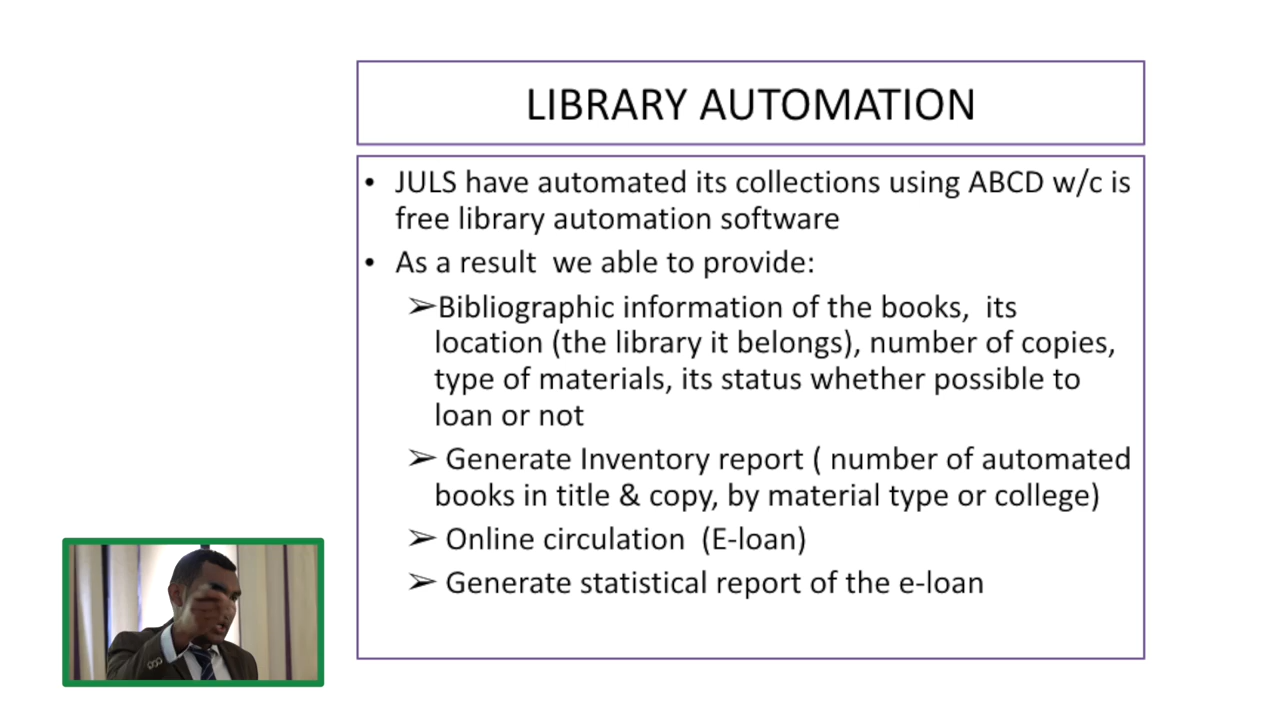 LIBRARY AUTOMATION
• JULS have automated its collections using ABCD w/c is
free library automation software
• As a result  we able to provide:
➢Bibliographic information of the books,  its
location (the library it belongs), number of copies,
type of materials, its status whether possible to
loan or not
➢ Generate Inventory report ( number of automated
books in title & copy, by material type or college)
➢ Online circulation  (E-loan)
➢ Generate statistical report of the e-loan